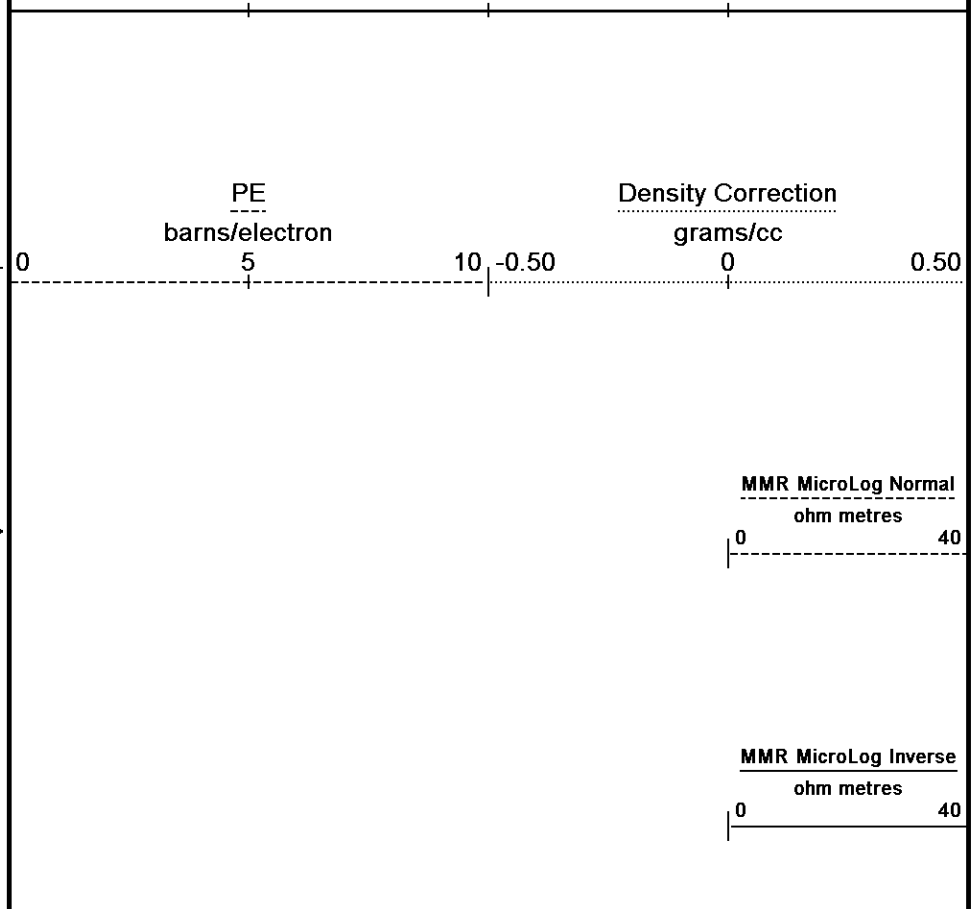 PE Density Correction
barns/electron grams/cc
0 5 10 -0.50 0 0.50
MMR MicroLog Normal
ohm metres
0 40
MMR MicroLog Inverse
ohm metres
0 40